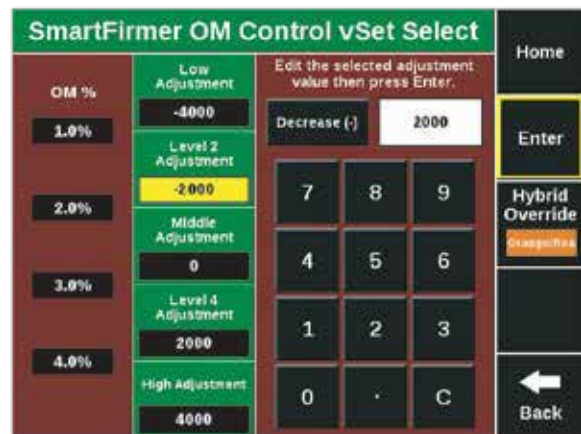 SmartFirmer OM Control vSet Select
OM %
1.0%
2.0%
3.0%
4.0%
Low
Adjustment
-4000
Level 2
Adjustment
-2000
Middle
Adjustment
0
Level 4
Adjustment
2000
High Adjustment
4000
Edit the selected adjustment
value then press Enter.
Decrease (-)
2000
7 8 9
4 5 6
1 2 3
0 . C
Home
Enter
Hybrid
Override
Back